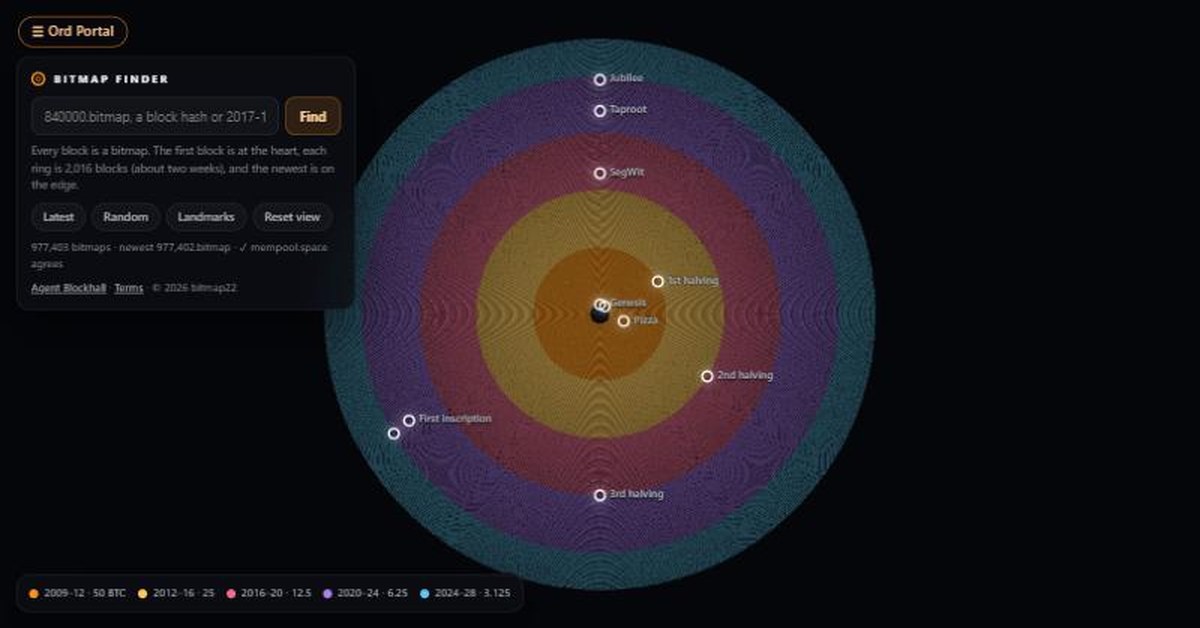 ☰ Ord Portal
BITMAP FINDER
840000.bitmap, a block hash or 2017-1
Find
Every block is a bitmap. The first block is at the heart, each
ring is 2,016 blocks (about two weeks), and the newest is on
the edge.
Latest
Random
Landmarks
Reset view
977,403 bitmaps · newest 977,402.bitmap · ✓ mempool.space
agrees
Agent Blockhall · Terms · © 2026 bitmap22
Jubilee
Taproot
SegWit
1st halving
Genesis
Pizza
2nd halving
First inscription
3rd halving
2009–12 · 50 BTC
2012–16 · 25
2016–20 · 12.5
2020–24 · 6.25
2024–28 · 3.125